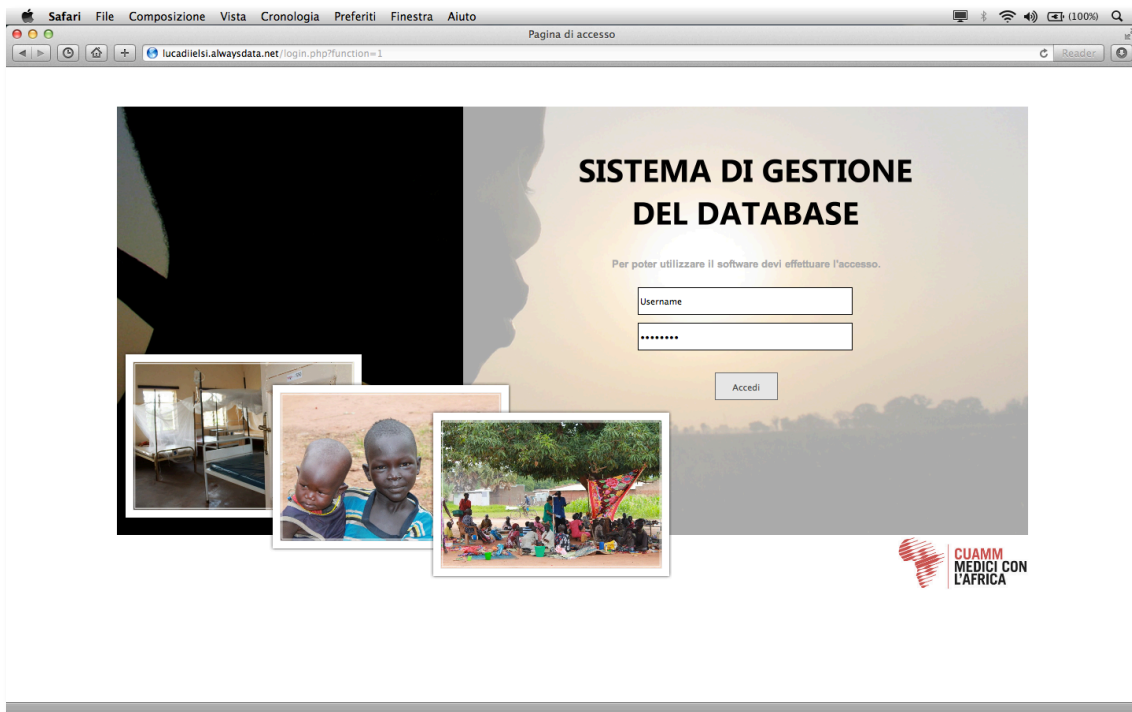 Safari File Composizione Vista Cronologia Preferiti Finestra Aiuto (100%)
Pagina di accesso
lucadiielsi.alwaysdata.net/login.php?function=1 Reader
SISTEMA DI GESTIONE
DEL DATABASE
Per poter utilizzare il software devi effettuare l'accesso.
Username
••••••••
Accedi
CUAMM
MEDICI CON
L'AFRICA